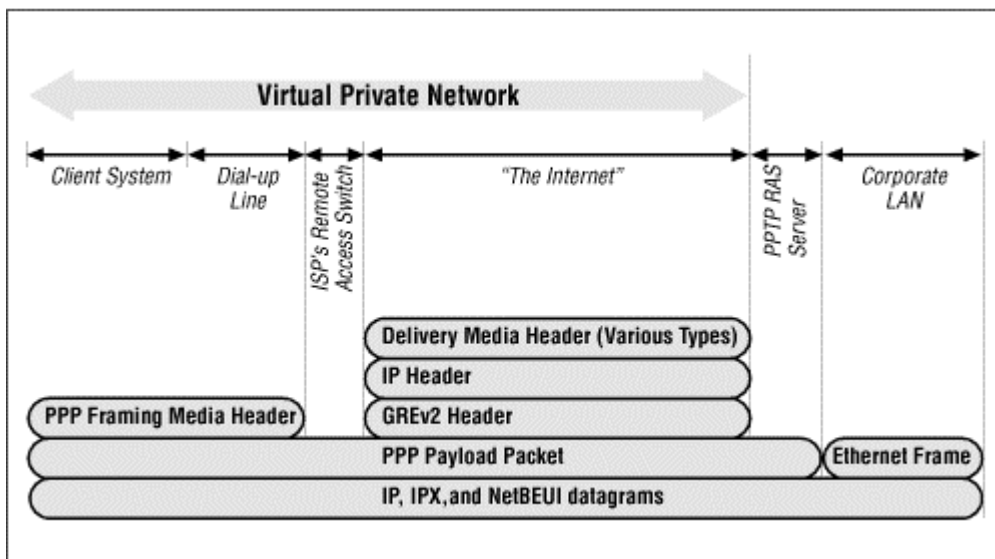 Virtual Private Network
Client System
Dial-up
Line
ISP's Remote
Access Switch
"The Internet"
PPTP RAS
Server
Corporate
LAN
Delivery Media Header (Various Types)
IP Header
PPP Framing Media Header
GREv2 Header
PPP Payload Packet
Ethernet Frame
IP, IPX,and NetBEUI datagrams